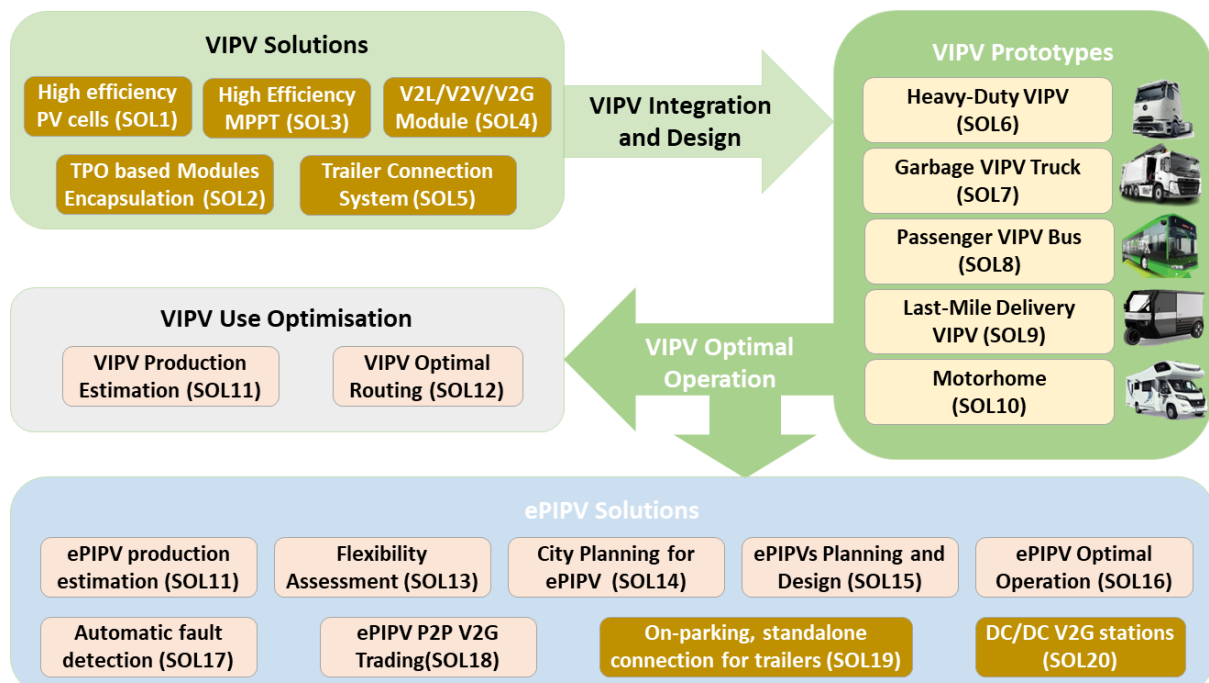 VIPV Solutions
High efficiency
PV cells (SOL1)
High Efficiency
MPPT (SOL3)
V2L/V2V/V2G
Module (SOL4)
TPO based Modules
Encapsulation (SOL2)
Trailer Connection
System (SOL5)
VIPV Integration
and Design
VIPV Prototypes
Heavy-Duty VIPV
(SOL6)
Garbage VIPV Truck
(SOL7)
Passenger VIPV Bus
(SOL8)
Last-Mile Delivery
VIPV (SOL9)
Motorhome
(SOL10)
VIPV Optimal
Operation
VIPV Use Optimisation
VIPV Production
Estimation (SOL11)
VIPV Optimal
Routing (SOL12)
ePIPV Solutions
ePIPV production
estimation (SOL11)
Flexibility
Assessment (SOL13)
City Planning for
ePIPV (SOL14)
ePIPVs Planning and
Design (SOL15)
ePIPV Optimal
Operation (SOL16)
Automatic fault
detection (SOL17)
ePIPV P2P V2G
Trading(SOL18)
On-parking, standalone
connection for trailers (SOL19)
DC/DC V2G stations
(SOL20)